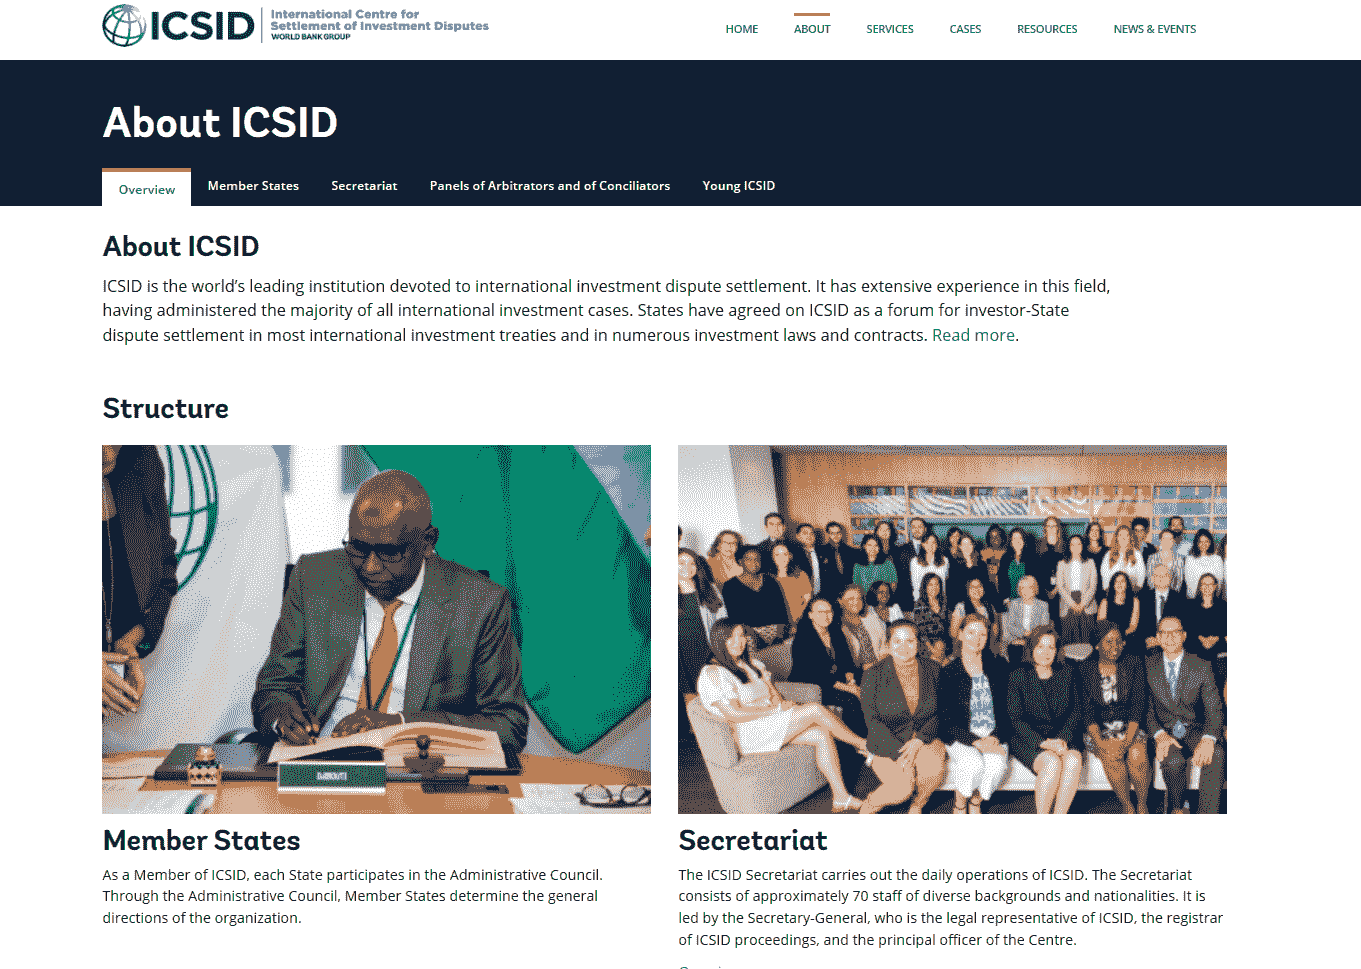 ICSID
International Centre for
Settlement of Investment Disputes
WORLD BANK GROUP
HOME
ABOUT
SERVICES
CASES
RESOURCES
NEWS & EVENTS
About ICSID
Overview
Member States
Secretariat
Panels of Arbitrators and of Conciliators
Young ICSID
About ICSID
ICSID is the world’s leading institution devoted to international investment dispute settlement. It has extensive experience in this field,
having administered the majority of all international investment cases. States have agreed on ICSID as a forum for investor-State
dispute settlement in most international investment treaties and in numerous investment laws and contracts. Read more.
Structure
DJIBOUTI
Member States
As a Member of ICSID, each State participates in the Administrative Council.
Through the Administrative Council, Member States determine the general
directions of the organization.
Secretariat
The ICSID Secretariat carries out the daily operations of ICSID. The Secretariat
consists of approximately 70 staff of diverse backgrounds and nationalities. It is
led by the Secretary-General, who is the legal representative of ICSID, the registrar
of ICSID proceedings, and the principal officer of the Centre.